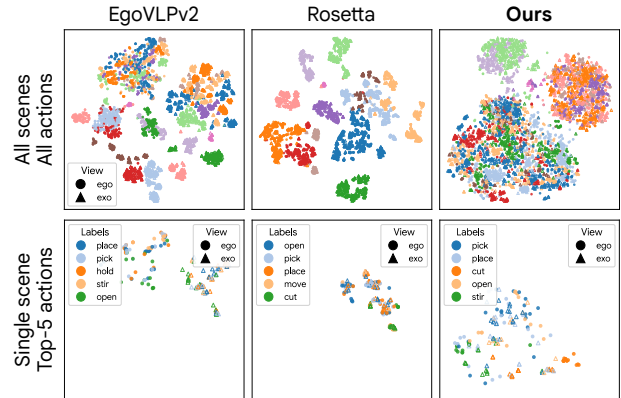 EgoVLPv2
Rosetta
Ours
All scenes
All actions
View
ego
exo
Single scene
Top-5 actions
Labels
place
pick
hold
stir
open
View
ego
exo
Labels
open
pick
place
move
cut
View
ego
exo
Labels
pick
place
cut
open
stir
View
ego
exo